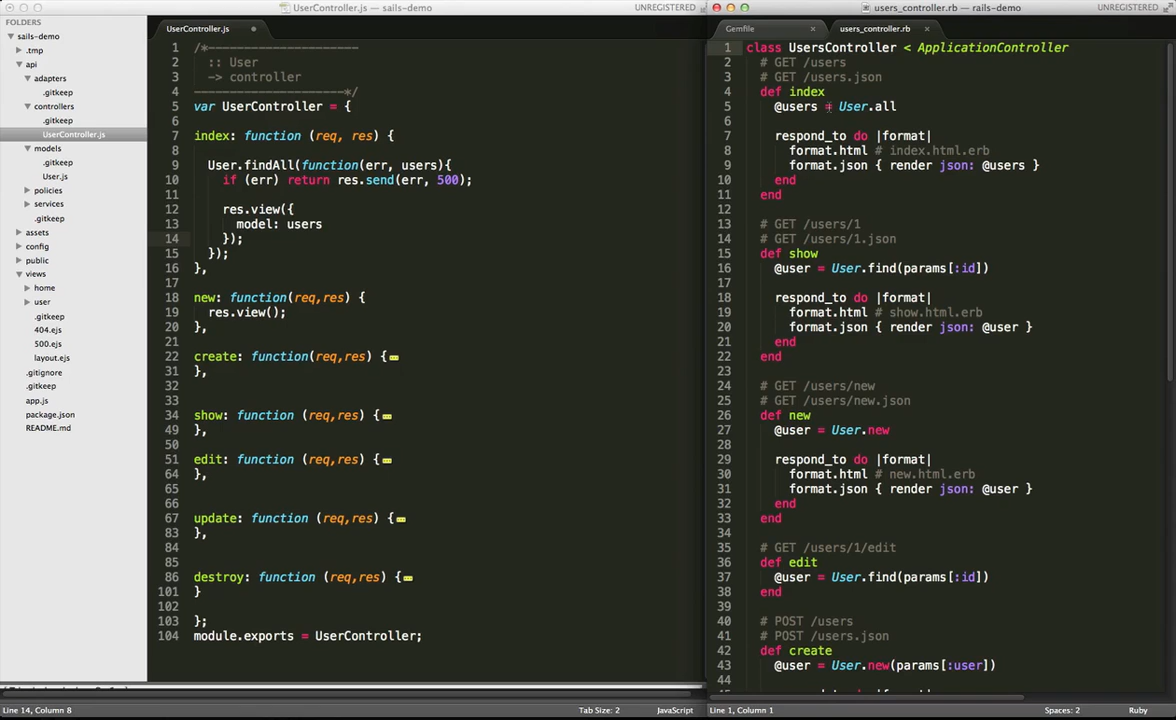 UserController.js — sails-demo
UNREGISTERED
FOLDERS
sails-demo
.tmp
api
adapters
.gitkeep
controllers
.gitkeep
UserController.js
models
.gitkeep
User.js
policies
services
.gitkeep
assets
config
public
views
home
user
.gitkeep
404.ejs
500.ejs
layout.ejs
.gitignore
.gitkeep
app.js
package.json
README.md
UserController.js
1 /*---------------------
2 :: User
3 -> controller
4 ---------------------*/
5 var UserController = {
6
7 index: function (req, res) {
8
9 User.findAll(function(err, users){
10 if (err) return res.send(err, 500);
11
12 res.view({
13 model: users
14 });
15 });
16 },
17
18 new: function(req,res) {
19 res.view();
20 },
21
22 create: function(req,res) {
31 },
32
33
34 show: function (req,res) {
49 },
50
51 edit: function (req,res) {
64 },
65
66
67 update: function (req,res) {
83 },
84
85
86 destroy: function (req,res) {
101 }
102
103 };
104 module.exports = UserController;
Line 14, Column 8
Tab Size: 2
JavaScript
users_controller.rb — rails-demo
UNREGISTERED
Gemfile ×
users_controller.rb ×
1 class UsersController < ApplicationController
2 # GET /users
3 # GET /users.json
4 def index
5 @users = User.all
6
7 respond_to do |format|
8 format.html # index.html.erb
9 format.json { render json: @users }
10 end
11 end
12
13 # GET /users/1
14 # GET /users/1.json
15 def show
16 @user = User.find(params[:id])
17
18 respond_to do |format|
19 format.html # show.html.erb
20 format.json { render json: @user }
21 end
22 end
23
24 # GET /users/new
25 # GET /users/new.json
26 def new
27 @user = User.new
28
29 respond_to do |format|
30 format.html # new.html.erb
31 format.json { render json: @user }
32 end
33 end
34
35 # GET /users/1/edit
36 def edit
37 @user = User.find(params[:id])
38 end
39
40 # POST /users
41 # POST /users.json
42 def create
43 @user = User.new(params[:user])
44
Line 1, Column 1
Spaces: 2
Ruby